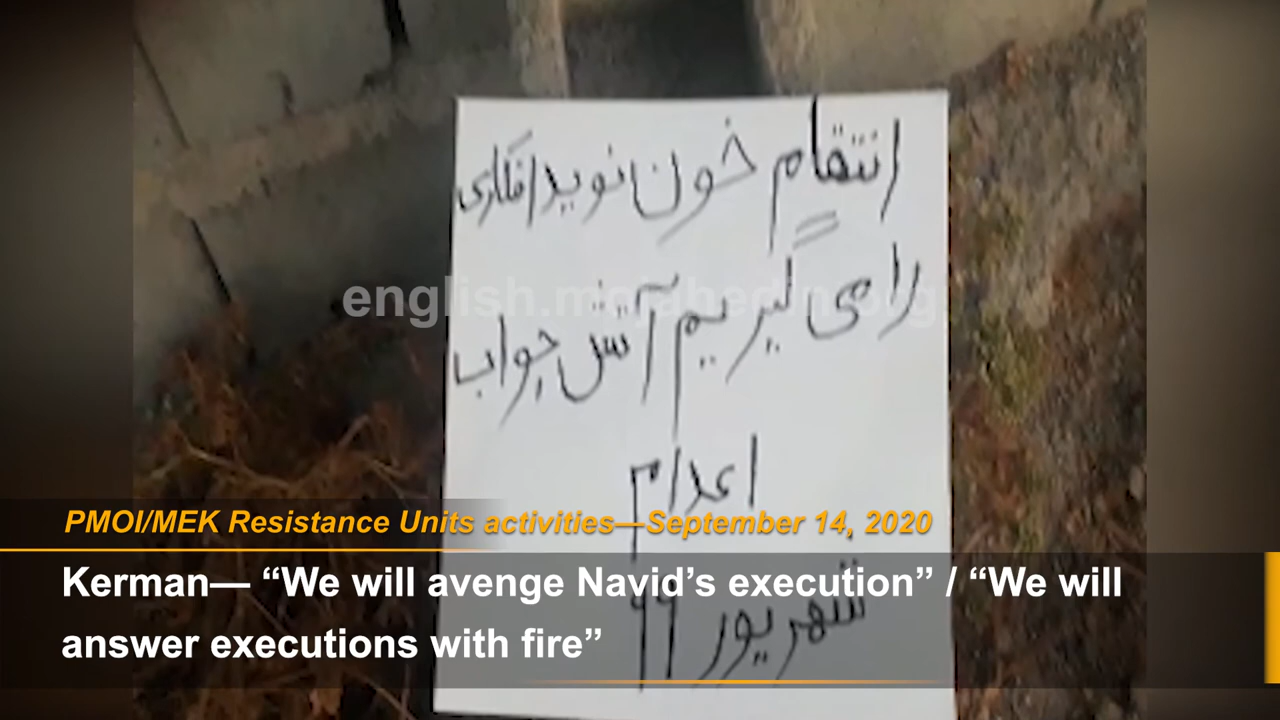 انتقام خون نوید افکاری
را می گیریم آتش جواب
اعدام
شهریور ۹۹
english.mojahedin.org
PMOI/MEK Resistance Units activities—September 14, 2020
Kerman— “We will avenge Navid’s execution” / “We will
answer executions with fire”